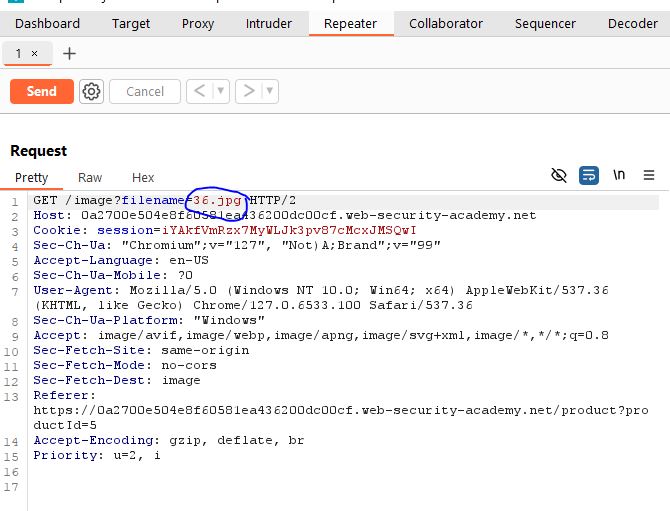 Dashboard Target Proxy Intruder Repeater Collaborator Sequencer Decoder
1 × +
Send Cancel < >
Request
Pretty Raw Hex \n
1 GET /image?filename=36.jpg HTTP/2
2 Host: 0a2700e504e8f60581ea436200dc00cf.web-security-academy.net
3 Cookie: session=iYAkfVmRzx7MyWLJk3pv87cMcxJMSQwI
4 Sec-Ch-Ua: "Chromium";v="127", "Not)A;Brand";v="99"
5 Accept-Language: en-US
6 Sec-Ch-Ua-Mobile: ?0
7 User-Agent: Mozilla/5.0 (Windows NT 10.0; Win64; x64) AppleWebKit/537.36
(KHTML, like Gecko) Chrome/127.0.6533.100 Safari/537.36
8 Sec-Ch-Ua-Platform: "Windows"
9 Accept: image/avif,image/webp,image/apng,image/svg+xml,image/*,*/*;q=0.8
10 Sec-Fetch-Site: same-origin
11 Sec-Fetch-Mode: no-cors
12 Sec-Fetch-Dest: image
13 Referer:
https://0a2700e504e8f60581ea436200dc00cf.web-security-academy.net/product?pro
ductId=5
14 Accept-Encoding: gzip, deflate, br
15 Priority: u=2, i
16
17